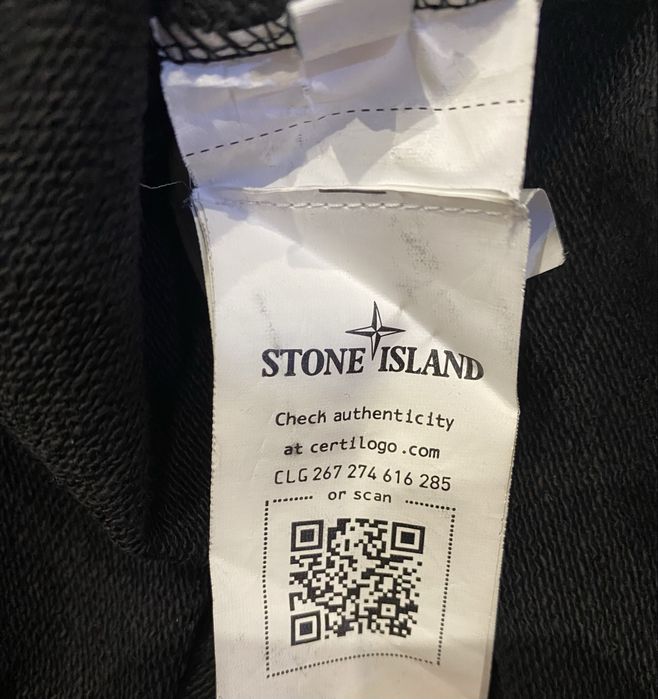 STONE ISLAND
Check authenticity
at certilogo.com
CLG 267 274 616 285
or scan